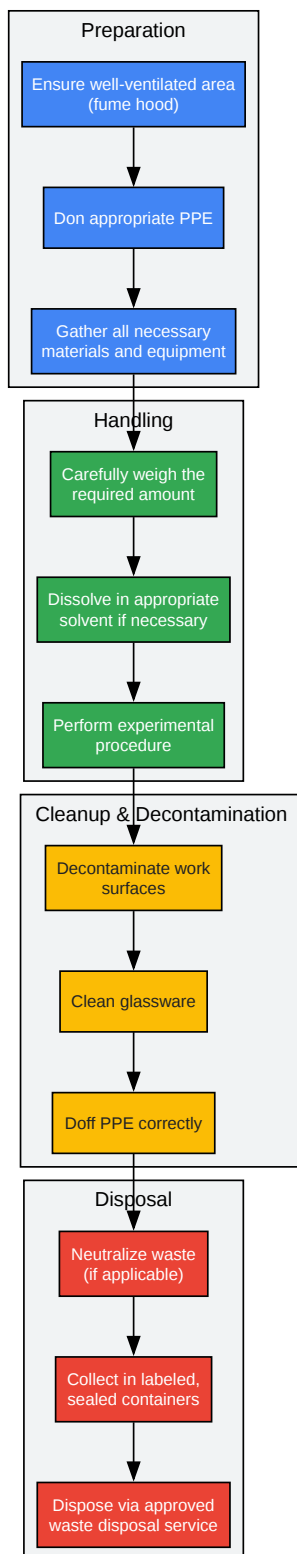 Preparation
Ensure well-ventilated area
(fume hood)
Don appropriate PPE
Gather all necessary
materials and equipment
Handling
Carefully weigh the
required amount
Dissolve in appropriate
solvent if necessary
Perform experimental
procedure
Cleanup & Decontamination
Decontaminate work
surfaces
Clean glassware
Doff PPE correctly
Disposal
Neutralize waste
(if applicable)
Collect in labeled,
sealed containers
Dispose via approved
waste disposal service